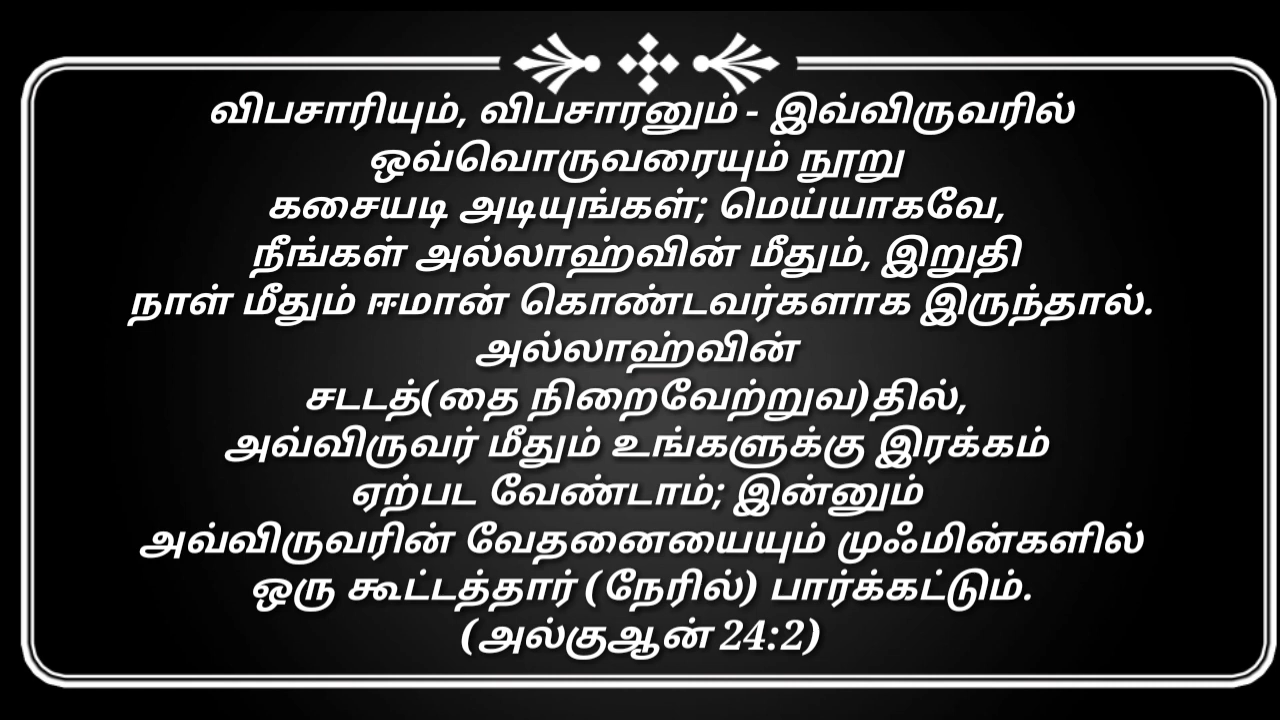 விபசாரியும், விபசாரனும் - இவ்விருவரில்
ஒவ்வொருவரையும் நூறு
கசையடி அடியுங்கள்; மெய்யாகவே,
நீங்கள் அல்லாஹ்வின் மீதும், இறுதி
நாள் மீதும் ஈமான் கொண்டவர்களாக இருந்தால்.
அல்லாஹ்வின்
சடடத்(தை நிறைவேற்றுவ)தில்,
அவ்விருவர் மீதும் உங்களுக்கு இரக்கம்
ஏற்பட வேண்டாம்; இன்னும்
அவ்விருவரின் வேதனையையும் முஃமின்களில்
ஒரு கூட்டத்தார் (நேரில்) பார்க்கட்டும்.
(அல்குஆன் 24:2)